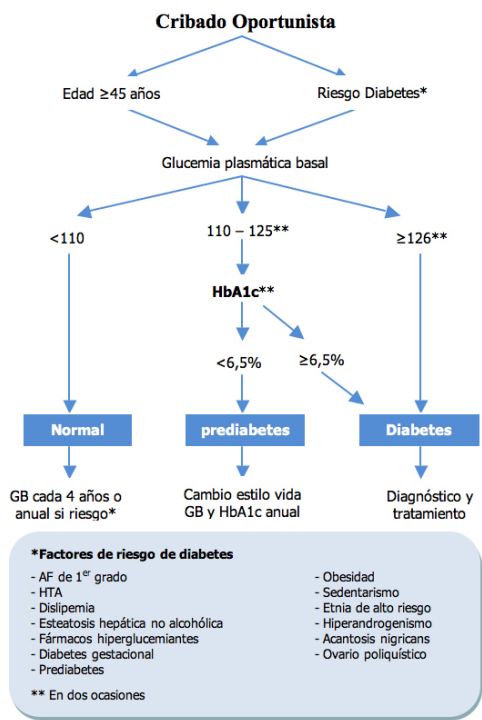 Cribado Oportunista
Edad ≥45 años
Riesgo Diabetes*
Glucemia plasmática basal
<110
110 – 125**
≥126**
HbA1c**
<6,5%
≥6,5%
Normal
prediabetes
Diabetes
GB cada 4 años o
anual si riesgo*
Cambio estilo vida
GB y HbA1c anual
Diagnóstico y
tratamiento
*Factores de riesgo de diabetes
- AF de 1er grado
- HTA
- Dislipemia
- Esteatosis hepática no alcohólica
- Fármacos hiperglucemiantes
- Diabetes gestacional
- Prediabetes
- Obesidad
- Sedentarismo
- Etnia de alto riesgo
- Hiperandrogenismo
- Acantosis nigricans
- Ovario poliquístico
** En dos ocasiones